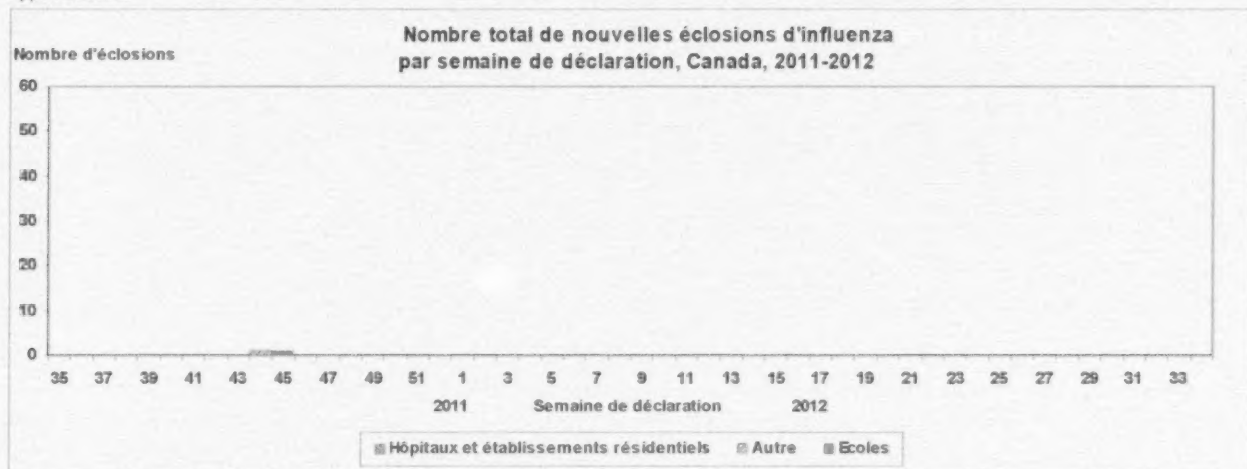 Nombre total de nouvelles éclosions d'influenza
par semaine de déclaration, Canada, 2011-2012
Nombre d'éclosions
60
50
40
30
20
10
0
35 37 39 41 43 45 47 49 51 1 3 5 7 9 11 13 15 17 19 21 23 25 27 29 31 33
2011 Semaine de déclaration 2012
Hôpitaux et établissements résidentiels Autre Ecoles